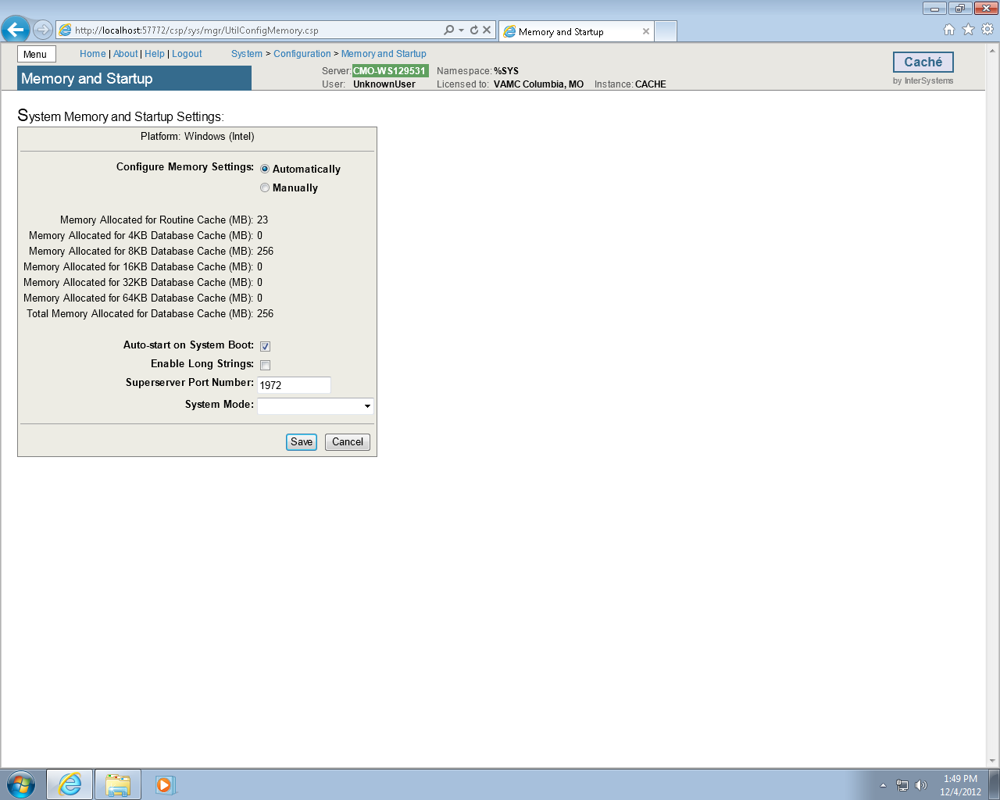 http://localhost:57772/csp/sys/mgr/UtilConfigMemory.csp
Memory and Startup
Menu
Home | About | Help | Logout
System > Configuration > Memory and Startup
Memory and Startup
Server: CMO-WS129531 Namespace: %SYS
User: UnknownUser Licensed to: VAMC Columbia, MO Instance: CACHE
Caché
by InterSystems
System Memory and Startup Settings:
Platform: Windows (Intel)
Configure Memory Settings: Automatically
Manually
Memory Allocated for Routine Cache (MB): 23
Memory Allocated for 4KB Database Cache (MB): 0
Memory Allocated for 8KB Database Cache (MB): 256
Memory Allocated for 16KB Database Cache (MB): 0
Memory Allocated for 32KB Database Cache (MB): 0
Memory Allocated for 64KB Database Cache (MB): 0
Total Memory Allocated for Database Cache (MB): 256
Auto-start on System Boot:
Enable Long Strings:
Superserver Port Number: 1972
System Mode:
Save Cancel
1:49 PM
12/4/2012